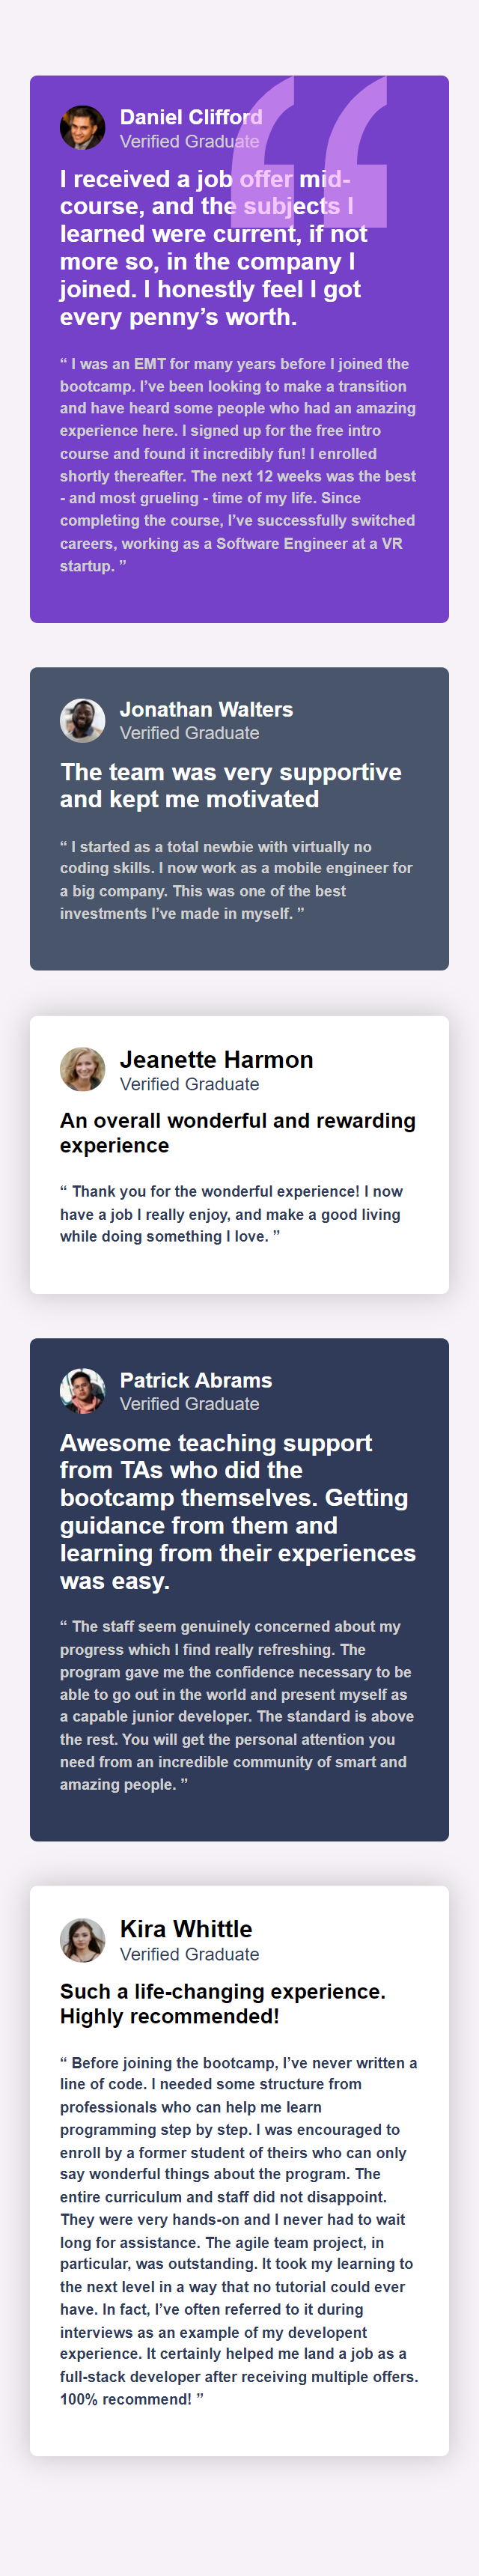 Daniel Clifford
Verified Graduate
I received a job offer mid-
course, and the subjects I
learned were current, if not
more so, in the company I
joined. I honestly feel I got
every penny’s worth.
“ I was an EMT for many years before I joined the
bootcamp. I’ve been looking to make a transition
and have heard some people who had an amazing
experience here. I signed up for the free intro
course and found it incredibly fun! I enrolled
shortly thereafter. The next 12 weeks was the best
- and most grueling - time of my life. Since
completing the course, I’ve successfully switched
careers, working as a Software Engineer at a VR
startup. ”
Jonathan Walters
Verified Graduate
The team was very supportive
and kept me motivated
“ I started as a total newbie with virtually no
coding skills. I now work as a mobile engineer for
a big company. This was one of the best
investments I’ve made in myself. ”
Jeanette Harmon
Verified Graduate
An overall wonderful and rewarding
experience
“ Thank you for the wonderful experience! I now
have a job I really enjoy, and make a good living
while doing something I love. ”
Patrick Abrams
Verified Graduate
Awesome teaching support
from TAs who did the
bootcamp themselves. Getting
guidance from them and
learning from their experiences
was easy.
“ The staff seem genuinely concerned about my
progress which I find really refreshing. The
program gave me the confidence necessary to be
able to go out in the world and present myself as
a capable junior developer. The standard is above
the rest. You will get the personal attention you
need from an incredible community of smart and
amazing people. ”
Kira Whittle
Verified Graduate
Such a life-changing experience.
Highly recommended!
“ Before joining the bootcamp, I’ve never written a
line of code. I needed some structure from
professionals who can help me learn
programming step by step. I was encouraged to
enroll by a former student of theirs who can only
say wonderful things about the program. The
entire curriculum and staff did not disappoint.
They were very hands-on and I never had to wait
long for assistance. The agile team project, in
particular, was outstanding. It took my learning to
the next level in a way that no tutorial could ever
have. In fact, I’ve often referred to it during
interviews as an example of my developent
experience. It certainly helped me land a job as a
full-stack developer after receiving multiple offers.
100% recommend! ”